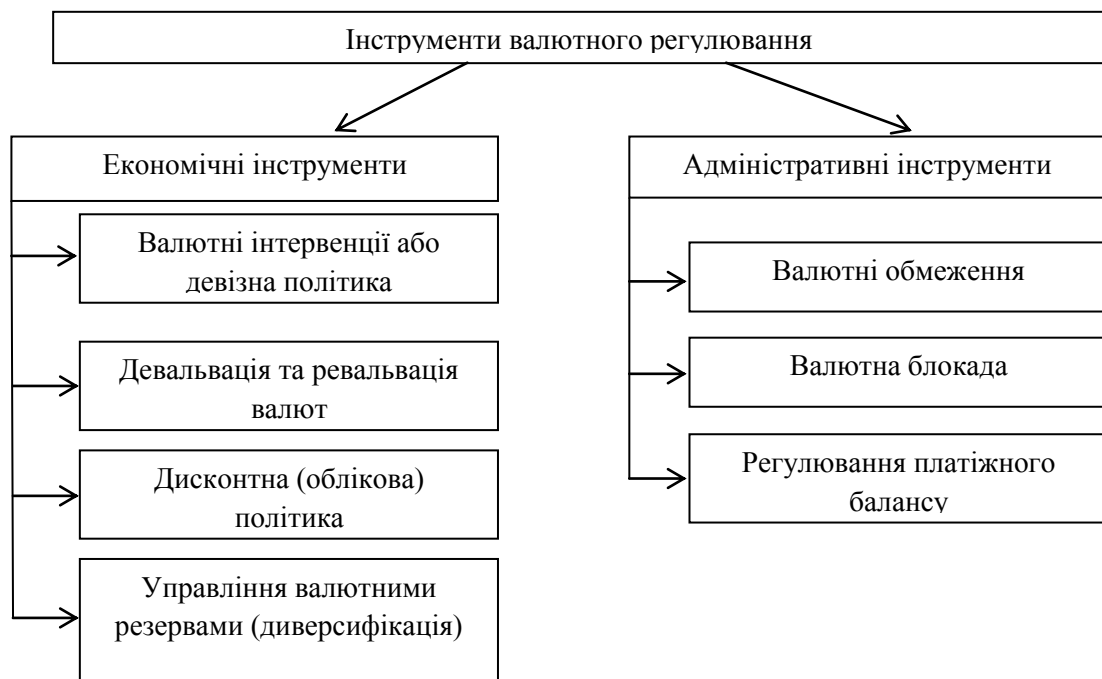 Інструменти валютного регулювання
Економічні інструменти
Валютні інтервенції або
девізна політика
Девальвація та ревальвація
валют
Дисконтна (облікова)
політика
Управління валютними
резервами (диверсифікація)
Адміністративні інструменти
Валютні обмеження
Валютна блокада
Регулювання платіжного
балансу